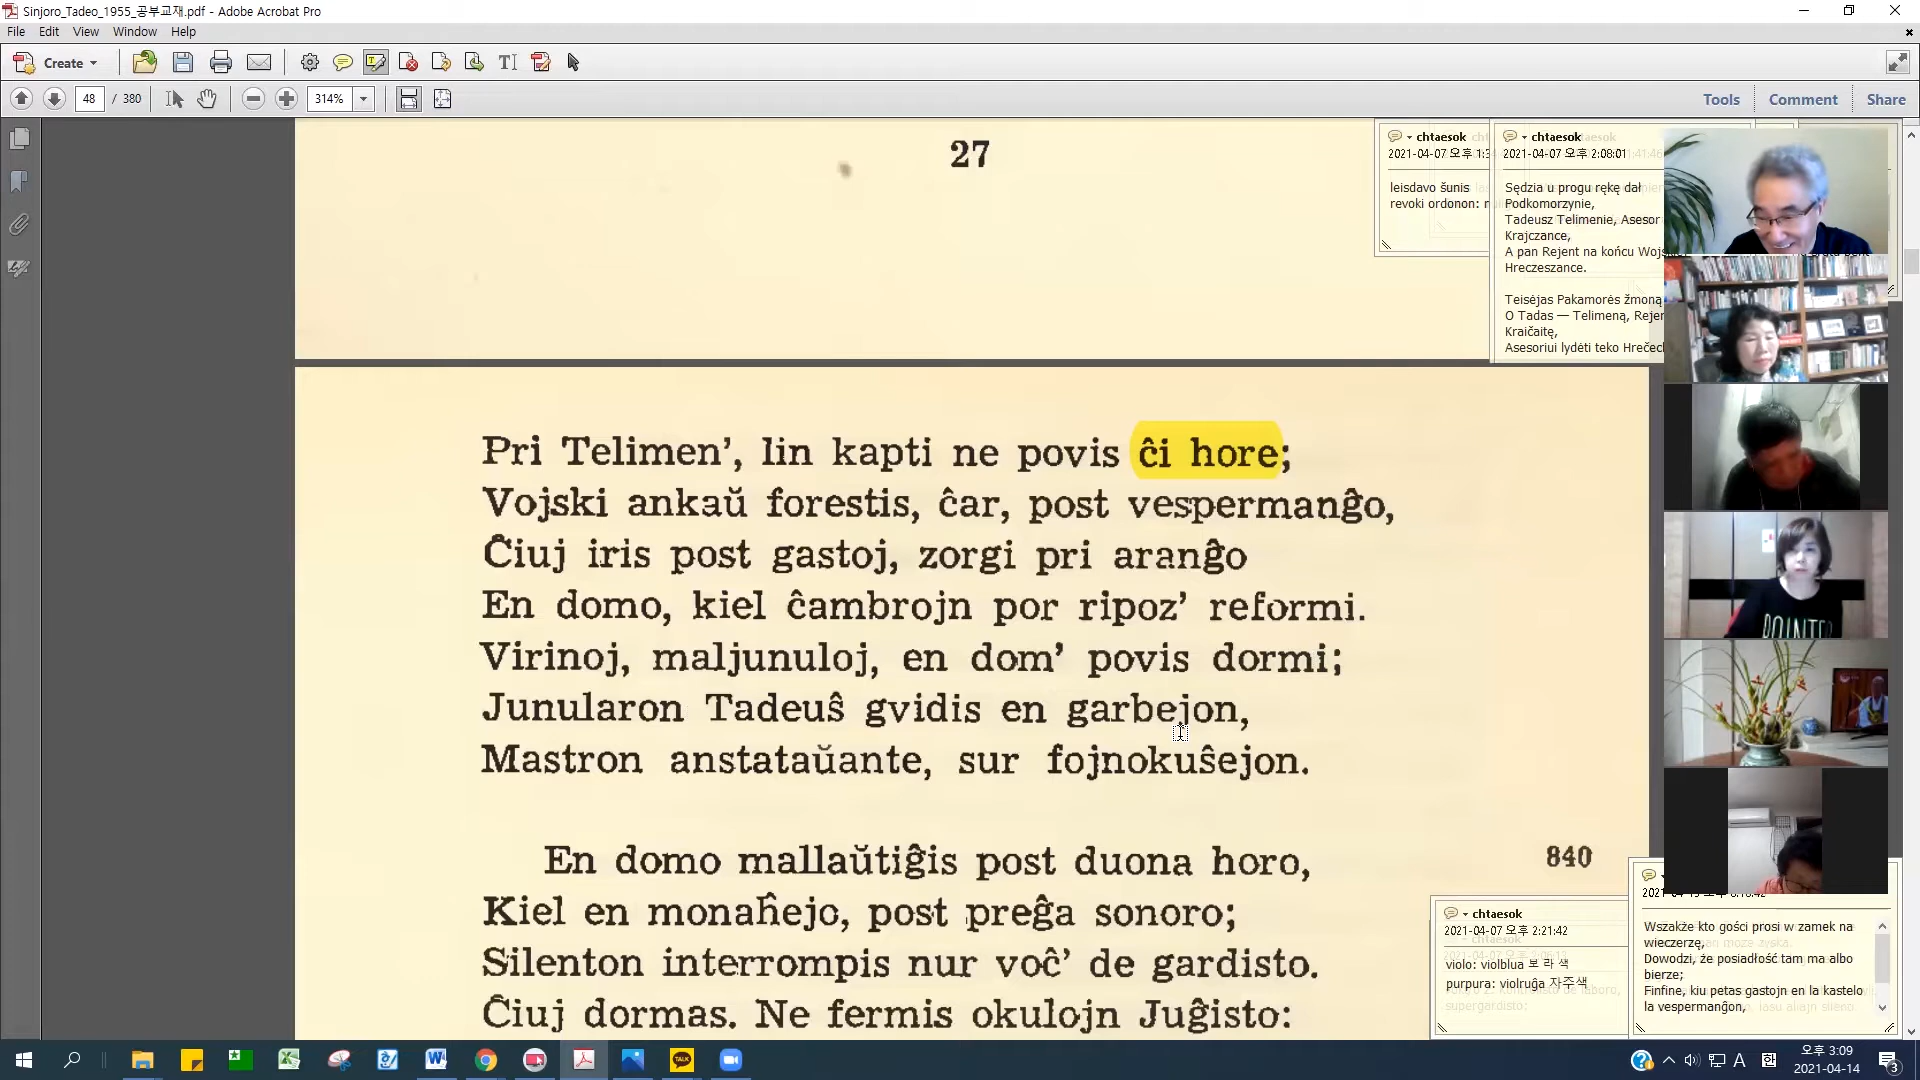 Sinjoro_Tadeo_1955_공부교재.pdf - Adobe Acrobat Pro
File Edit View Window Help
Create
48 / 380 314% Tools Comment Share
27
chtaesok
2021-04-07 오후 1:3
leisdavo šunis
revoki ordonon:
chtaesok
2021-04-07 오후 2:08:01
Sędzia u progu rękę dał
Podkomorzynie,
Tadeusz Telimenie, Asesor
Krajczance,
A pan Rejent na końcu
Hreczeszance.
Teisėjas Pakamorės žmoną
O Tadas — Telimeną,
Kraičaitę,
Asesoriui lydėti teko
Pri Telimen’, lin kapti ne povis ĉi hore;
Vojski ankaŭ forestis, ĉar, post vespermanĝo,
Ĉiuj iris post gastoj, zorgi pri aranĝo
En domo, kiel ĉambrojn por ripoz’ reformi.
Virinoj, maljunuloj, en dom’ povis dormi;
Junularon Tadeuŝ gvidis en garbejon,
Mastron anstataŭante, sur fojnokuŝejon.
En domo mallaŭtiĝis post duona horo,
840
Kiel en monaĥejo, post preĝa sonoro;
Silenton interrompis nur voĉ’ de gardisto.
Ĉiuj dormas. Ne fermis okulojn Juĝisto:
chtaesok
2021-04-07 오후 2:21:42
violo: violblua 보 라 색
purpura: violruĝa 자주색
Wszakże kto gości prosi w zamek na
wieczerzę,
Dowodzi, że posiadłość tam ma albo
bierze;
Finfine, kiu petas gastojn en la kastelo
la vespermanĝon,
POINTER
TALK
A 한
오후 3:09
2021-04-14
3